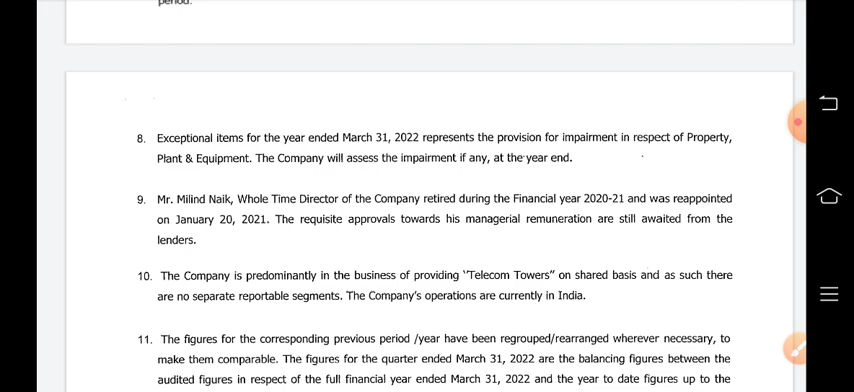 period.
8. Exceptional items for the year ended March 31, 2022 represents the provision for impairment in respect of Property,
Plant & Equipment. The Company will assess the impairment if any, at the year end.
9. Mr. Milind Naik, Whole Time Director of the Company retired during the Financial year 2020-21 and was reappointed
on January 20, 2021. The requisite approvals towards his managerial remuneration are still awaited from the
lenders.
10. The Company is predominantly in the business of providing "Telecom Towers" on shared basis and as such there
are no separate reportable segments. The Company's operations are currently in India.
11. The figures for the corresponding previous period /year have been regrouped/rearranged wherever necessary, to
make them comparable. The figures for the quarter ended March 31, 2022 are the balancing figures between the
audited figures in respect of the full financial year ended March 31, 2022 and the year to date figures up to the